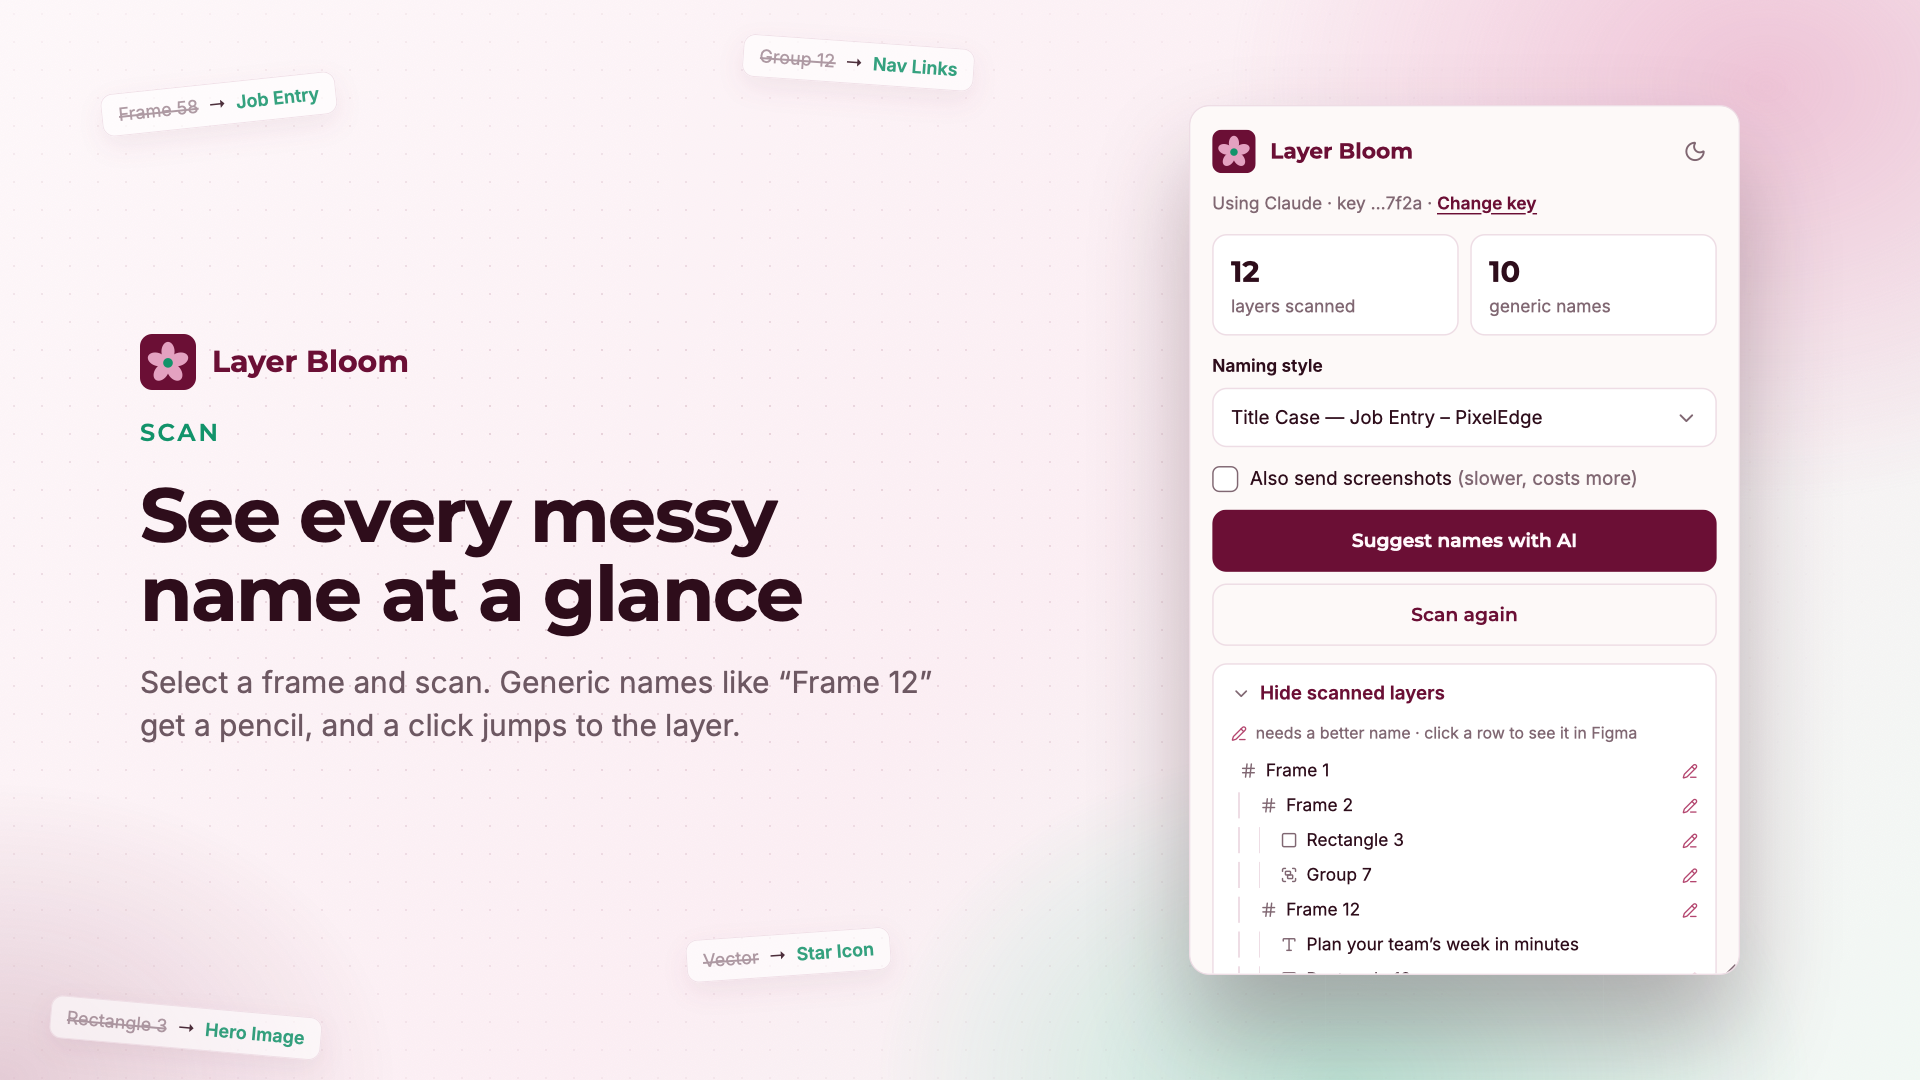 Frame 58 → Job Entry
Group 12 → Nav Links
Layer Bloom
SCAN
See every messy
name at a glance
Select a frame and scan. Generic names like “Frame 12”
get a pencil, and a click jumps to the layer.
Vector → Star Icon
Rectangle 3 → Hero Image
Layer Bloom
Using Claude · key ...7f2a · Change key
12
layers scanned
10
generic names
Naming style
Title Case — Job Entry – PixelEdge
Also send screenshots (slower, costs more)
Suggest names with AI
Scan again
Hide scanned layers
needs a better name · click a row to see it in Figma
Frame 1
Frame 2
Rectangle 3
Group 7
Frame 12
Plan your team’s week in minutes